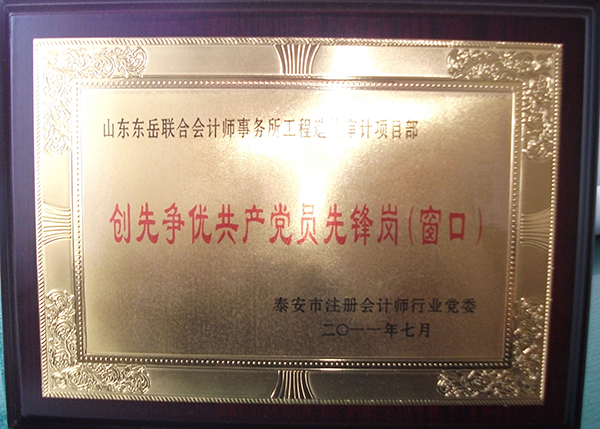 山东东岳联合会计师事务所工程造价审计项目部
创先争优共产党员先锋岗(窗口)
泰安市注册会计师行业党委
二〇一一年七月